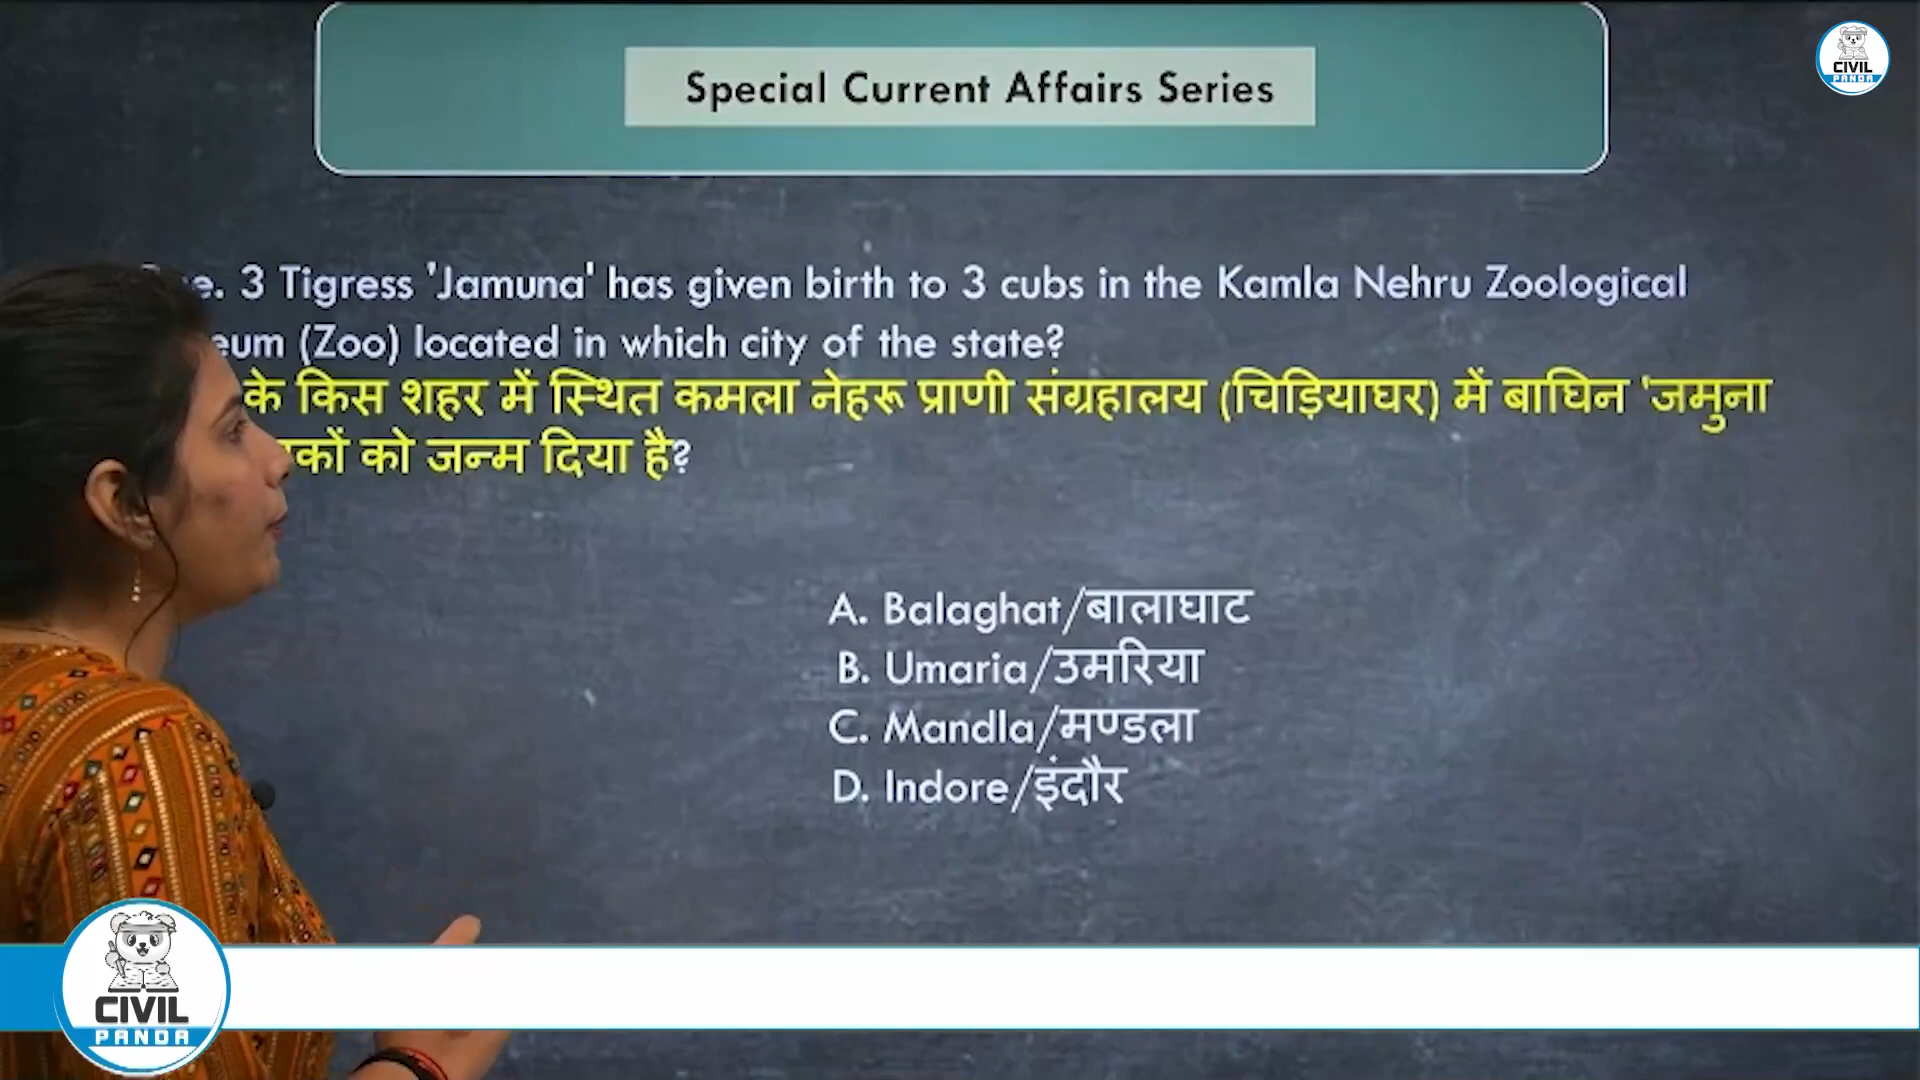 Special Current Affairs Series
CIVIL
PANDA
3 Tigress 'Jamuna' has given birth to 3 cubs in the Kamla Nehru Zoological
(Zoo) located in which city of the state?
के किस शहर में स्थित कमला नेहरू प्राणी संग्रहालय (चिड़ियाघर) में बाघिन 'जमुना
को जन्म दिया है?
A. Balaghat/बालाघाट
B. Umaria/उमरिया
C. Mandla/मण्डला
D. Indore/इंदौर
CIVIL
PANDA